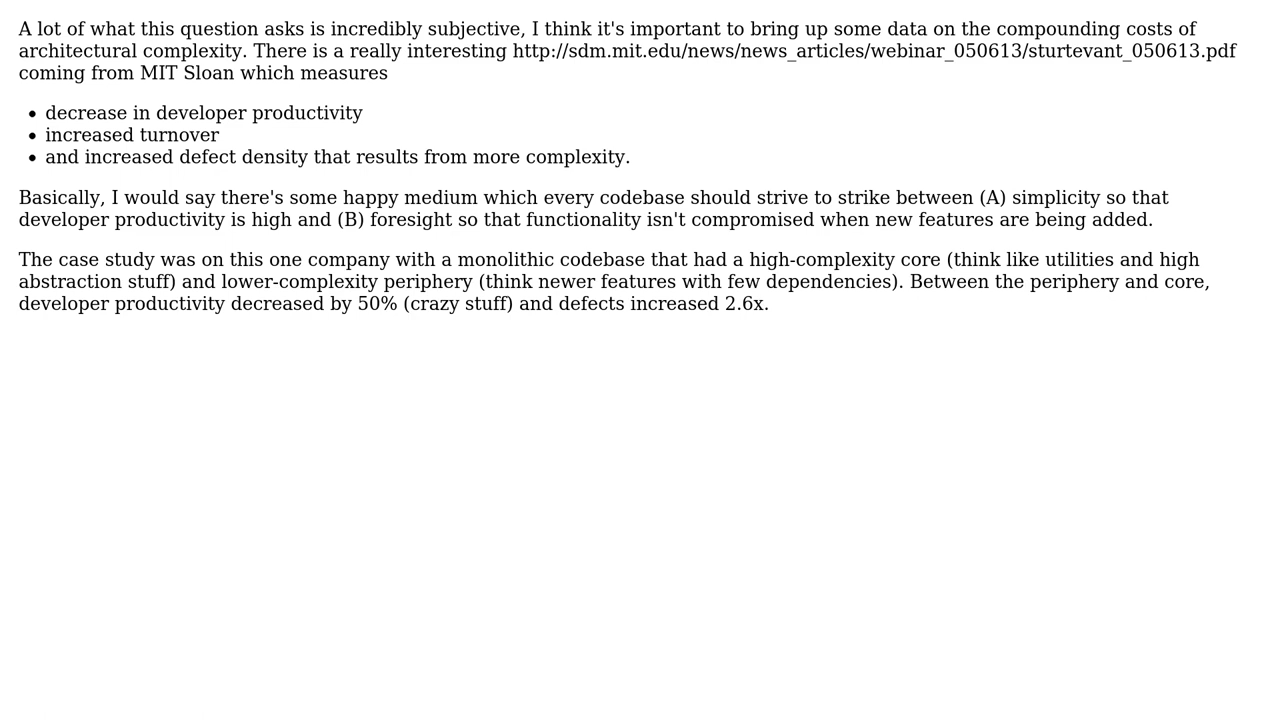 A lot of what this question asks is incredibly subjective, I think it's important to bring up some data on the compounding costs of
architectural complexity. There is a really interesting http://sdm.mit.edu/news/news_articles/webinar_050613/sturtevant_050613.pdf
coming from MIT Sloan which measures
• decrease in developer productivity
• increased turnover
• and increased defect density that results from more complexity.
Basically, I would say there's some happy medium which every codebase should strive to strike between (A) simplicity so that
developer productivity is high and (B) foresight so that functionality isn't compromised when new features are being added.
The case study was on this one company with a monolithic codebase that had a high-complexity core (think like utilities and high
abstraction stuff) and lower-complexity periphery (think newer features with few dependencies). Between the periphery and core,
developer productivity decreased by 50% (crazy stuff) and defects increased 2.6x.